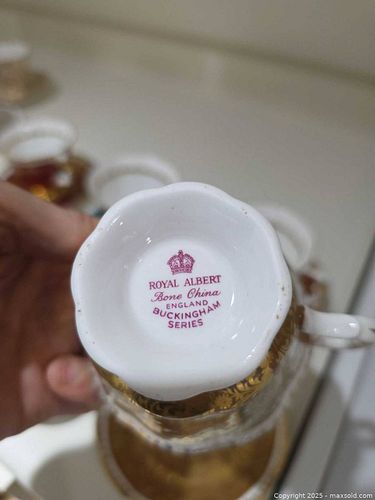 ROYAL ALBERT
Bone China
ENGLAND
BUCKINGHAM
SERIES
Copyright © 2025 - maxsold.com